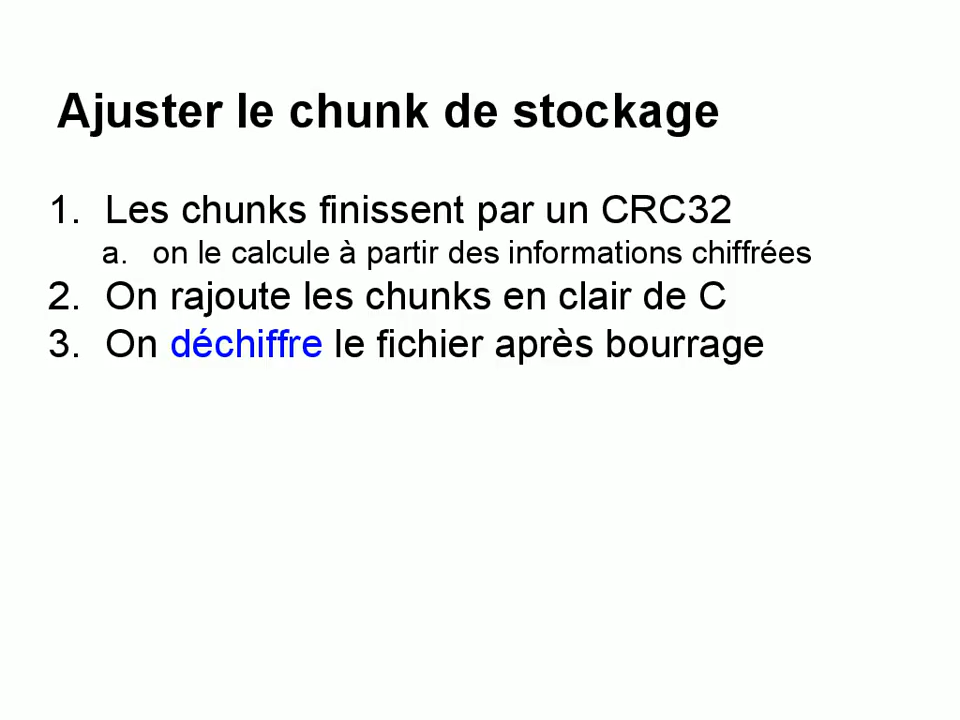 Ajuster le chunk de stockage
1. Les chunks finissent par un CRC32
a. on le calcule à partir des informations chiffrées
2. On rajoute les chunks en clair de C
3. On déchiffre le fichier après bourrage